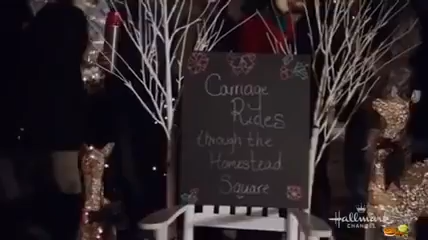 Carriage
Rides
through the
Homestead
Square
Hallmark
CHANNEL